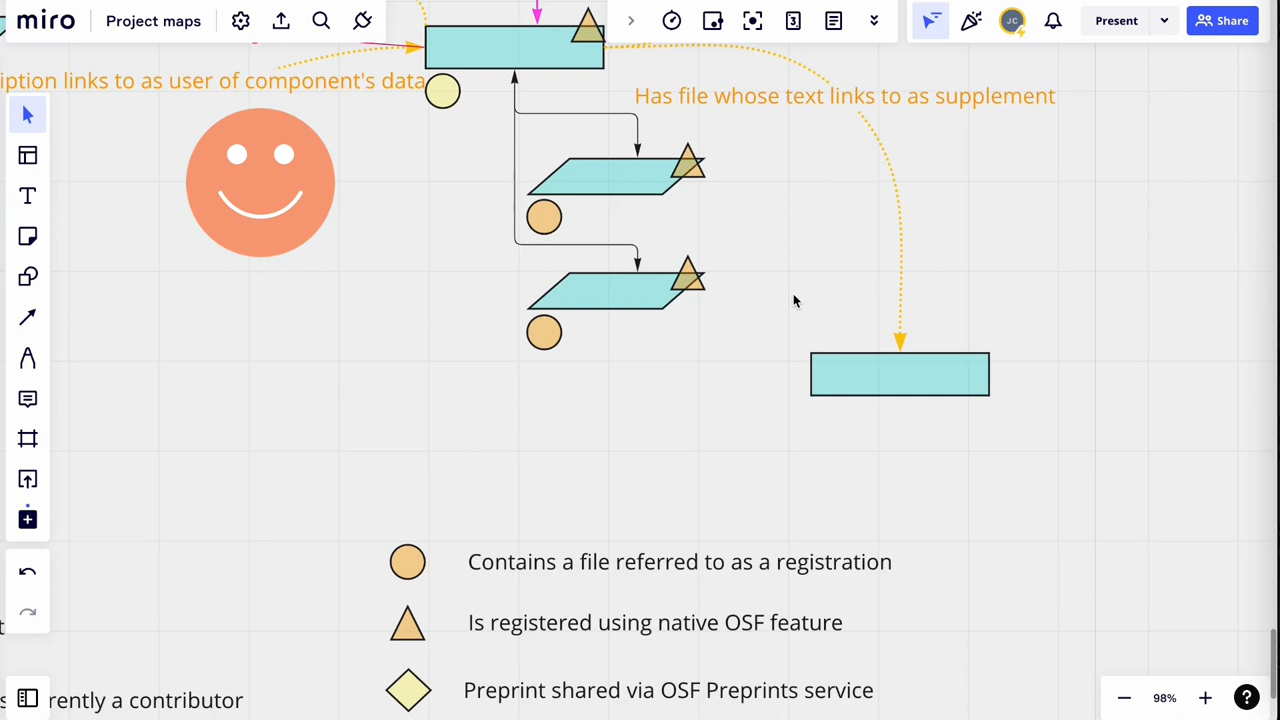 miro
Project maps
3
JC
Present
Share
iption links to as user of component's data
Has file whose text links to as supplement
Contains a file referred to as a registration
Is registered using native OSF feature
Preprint shared via OSF Preprints service
rently a contributor
98%